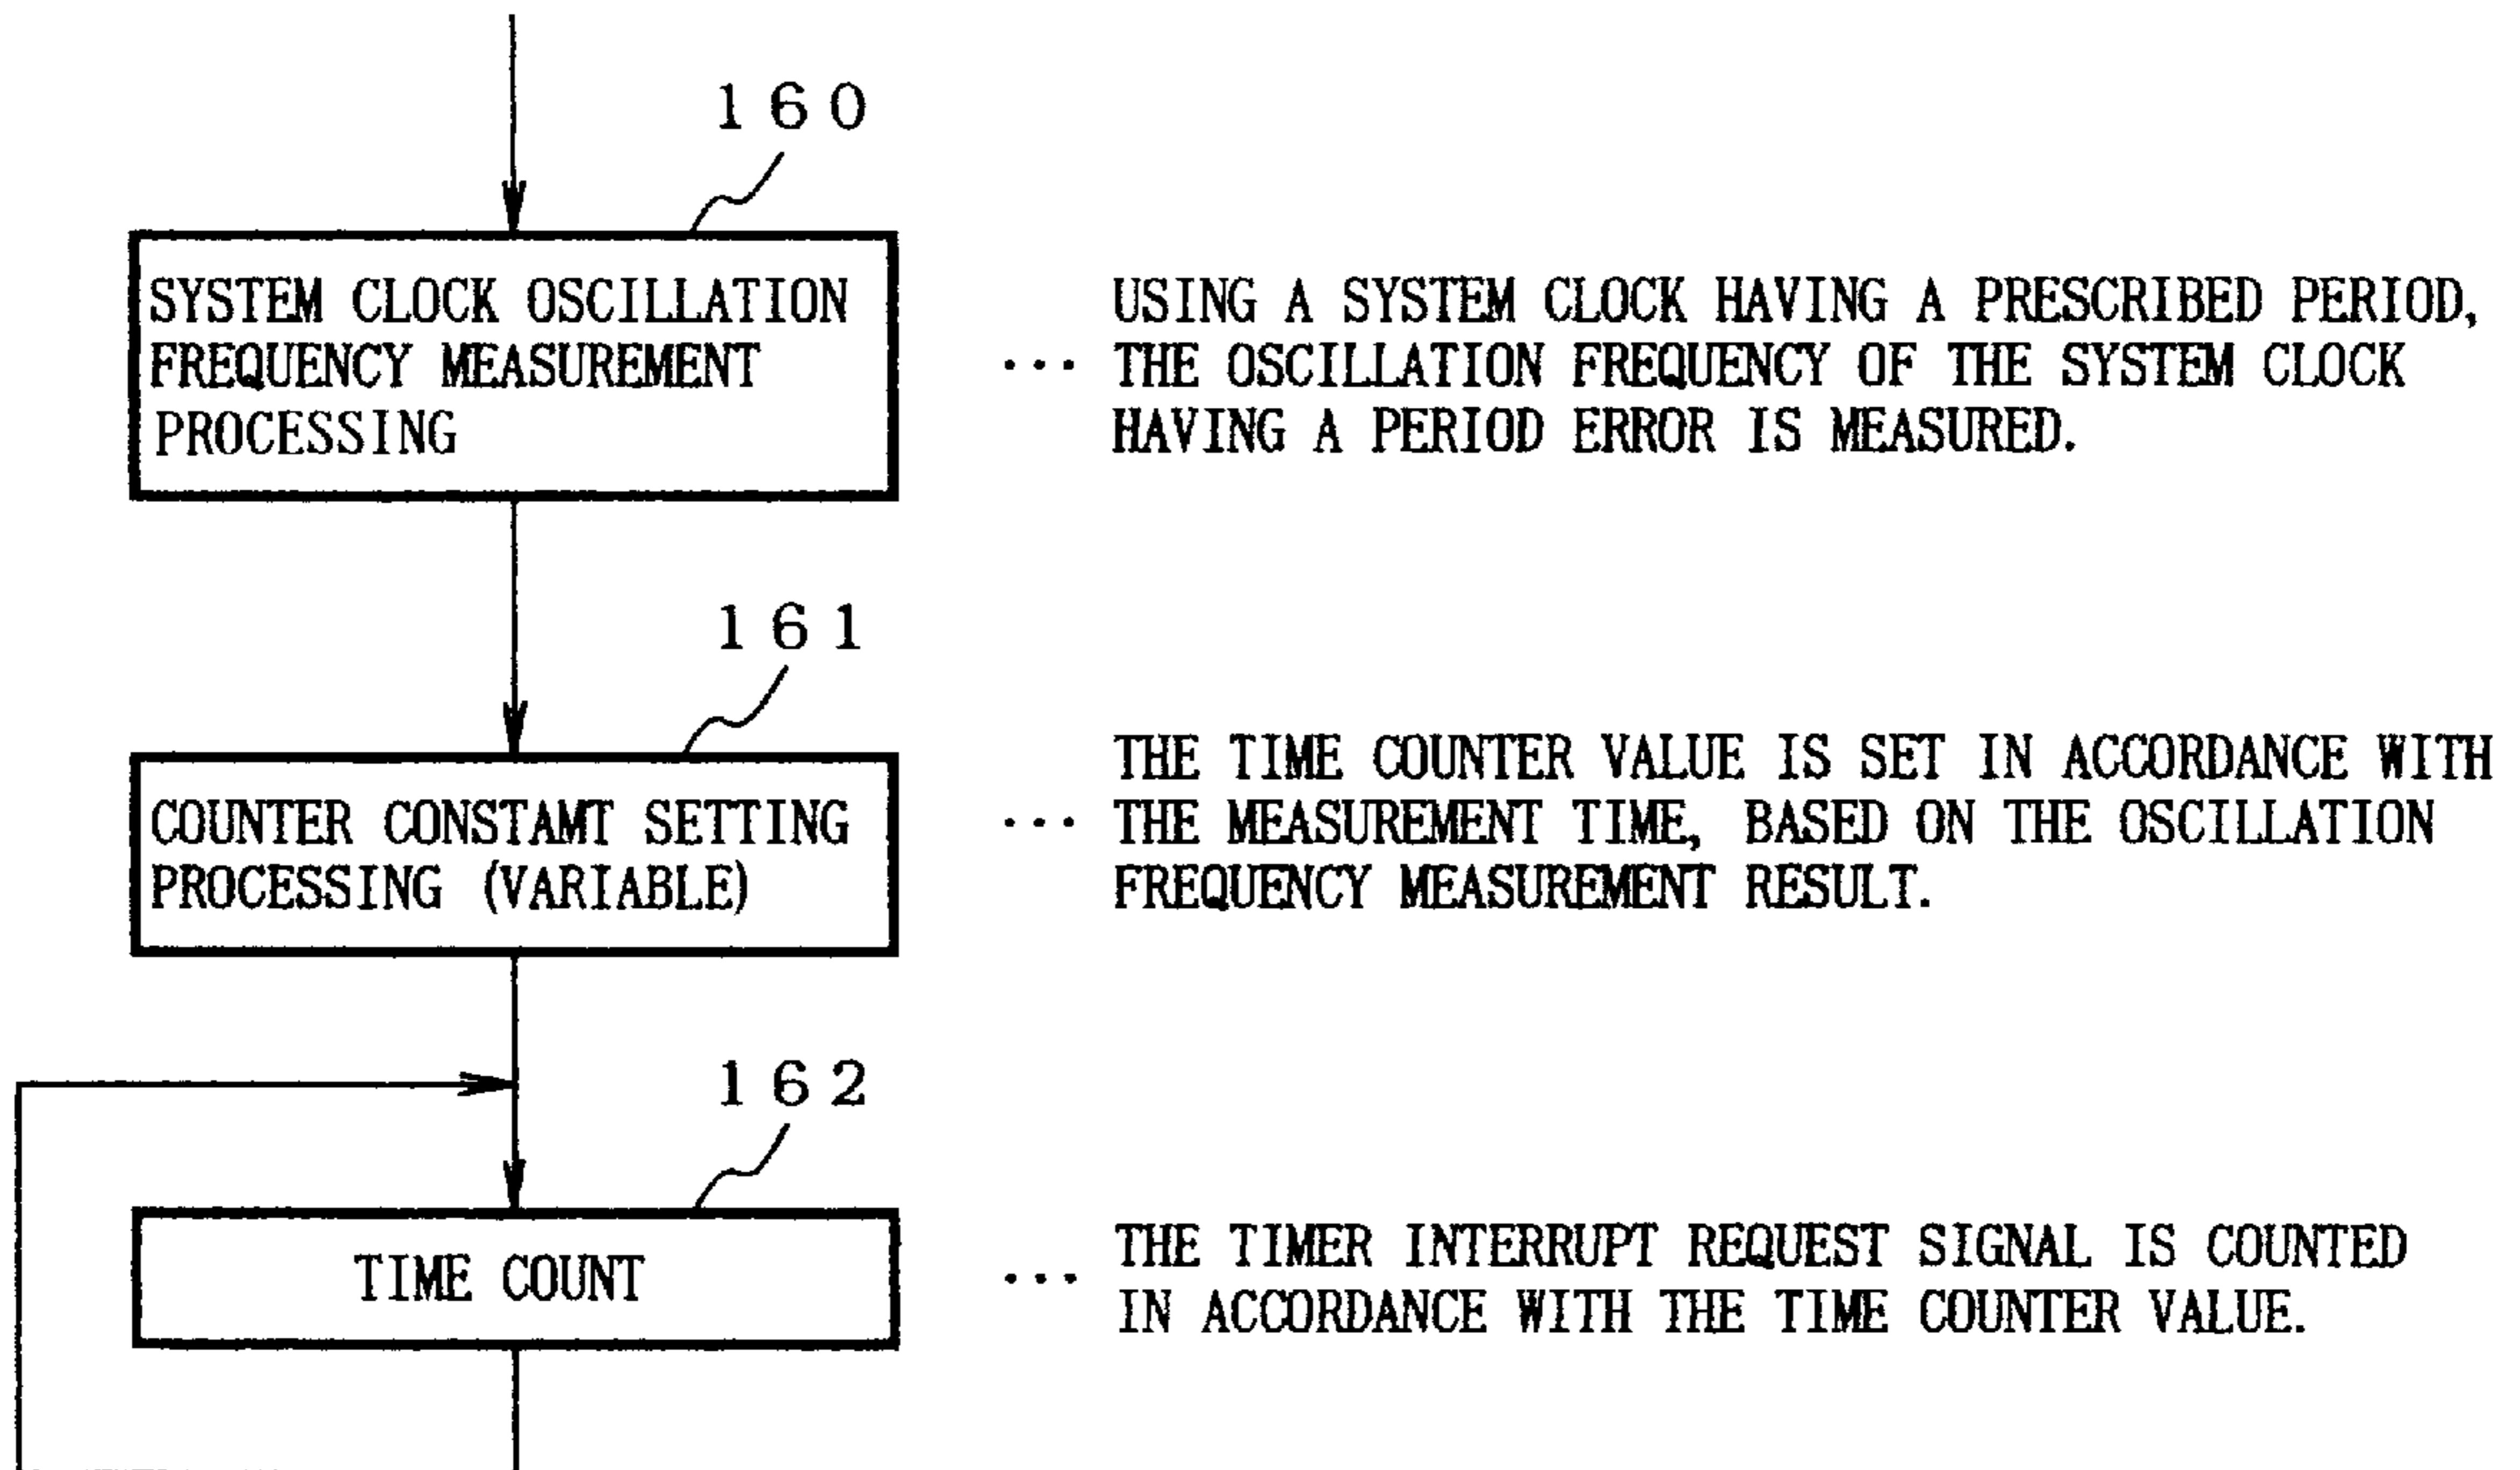 160
SYSTEM CLOCK OSCILLATION
FREQUENCY MEASUREMENT
PROCESSING
... USING A SYSTEM CLOCK HAVING A PRESCRIBED PERIOD,
THE OSCILLATION FREQUENCY OF THE SYSTEM CLOCK
HAVING A PERIOD ERROR IS MEASURED.
161
COUNTER CONSTAMT SETTING
PROCESSING (VARIABLE)
... THE TIME COUNTER VALUE IS SET IN ACCORDANCE WITH
THE MEASUREMENT TIME, BASED ON THE OSCILLATION
FREQUENCY MEASUREMENT RESULT.
162
TIME COUNT
... THE TIMER INTERRUPT REQUEST SIGNAL IS COUNTED
IN ACCORDANCE WITH THE TIME COUNTER VALUE.